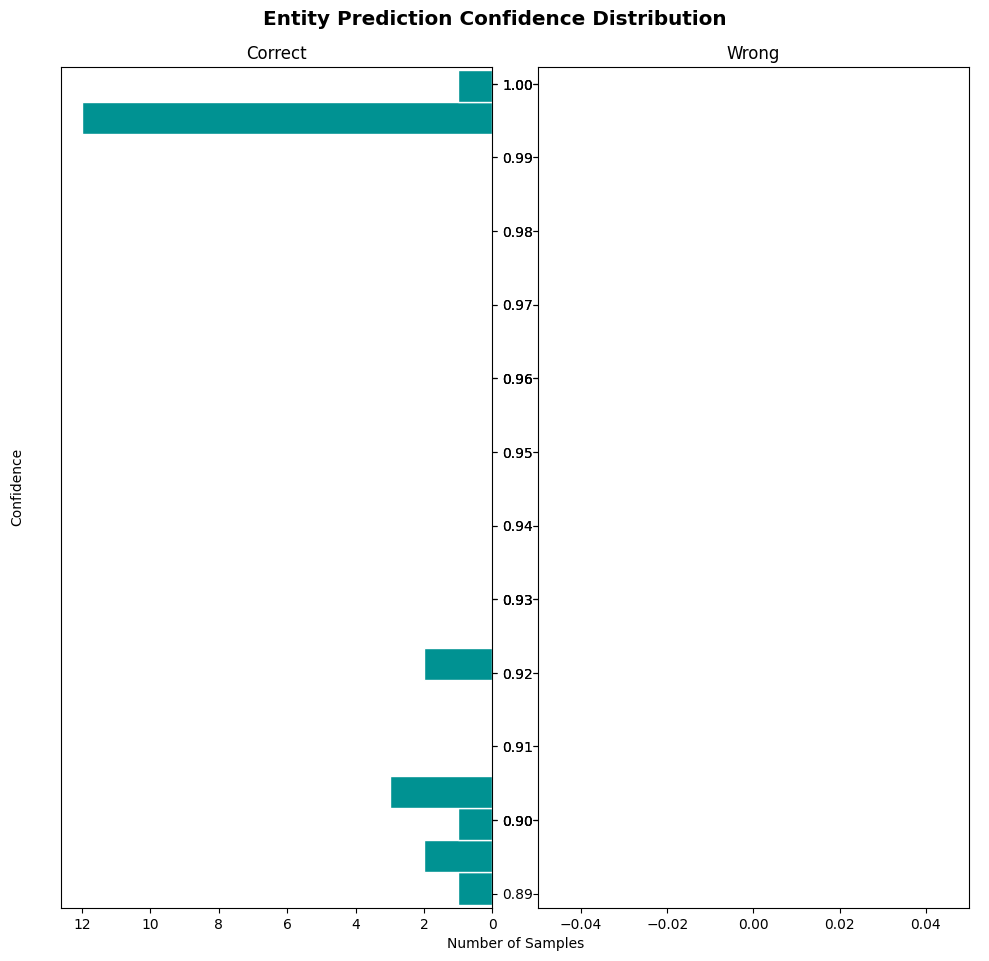 Entity Prediction Confidence Distribution
Correct
Wrong
1.00
0.99
0.98
0.97
0.96
0.95
0.94
0.93
0.92
0.91
0.90
0.89
Confidence
12 10 8 6 4 2 0
−0.04 −0.02 0.00 0.02 0.04
Number of Samples